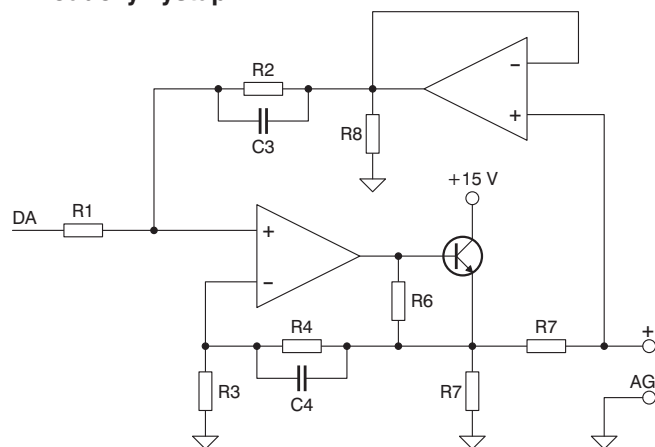 R2
C3
R8
−
+
+15 V
DA
R1
+
−
R6
R4
R7
+
R3
C4
R7
AG